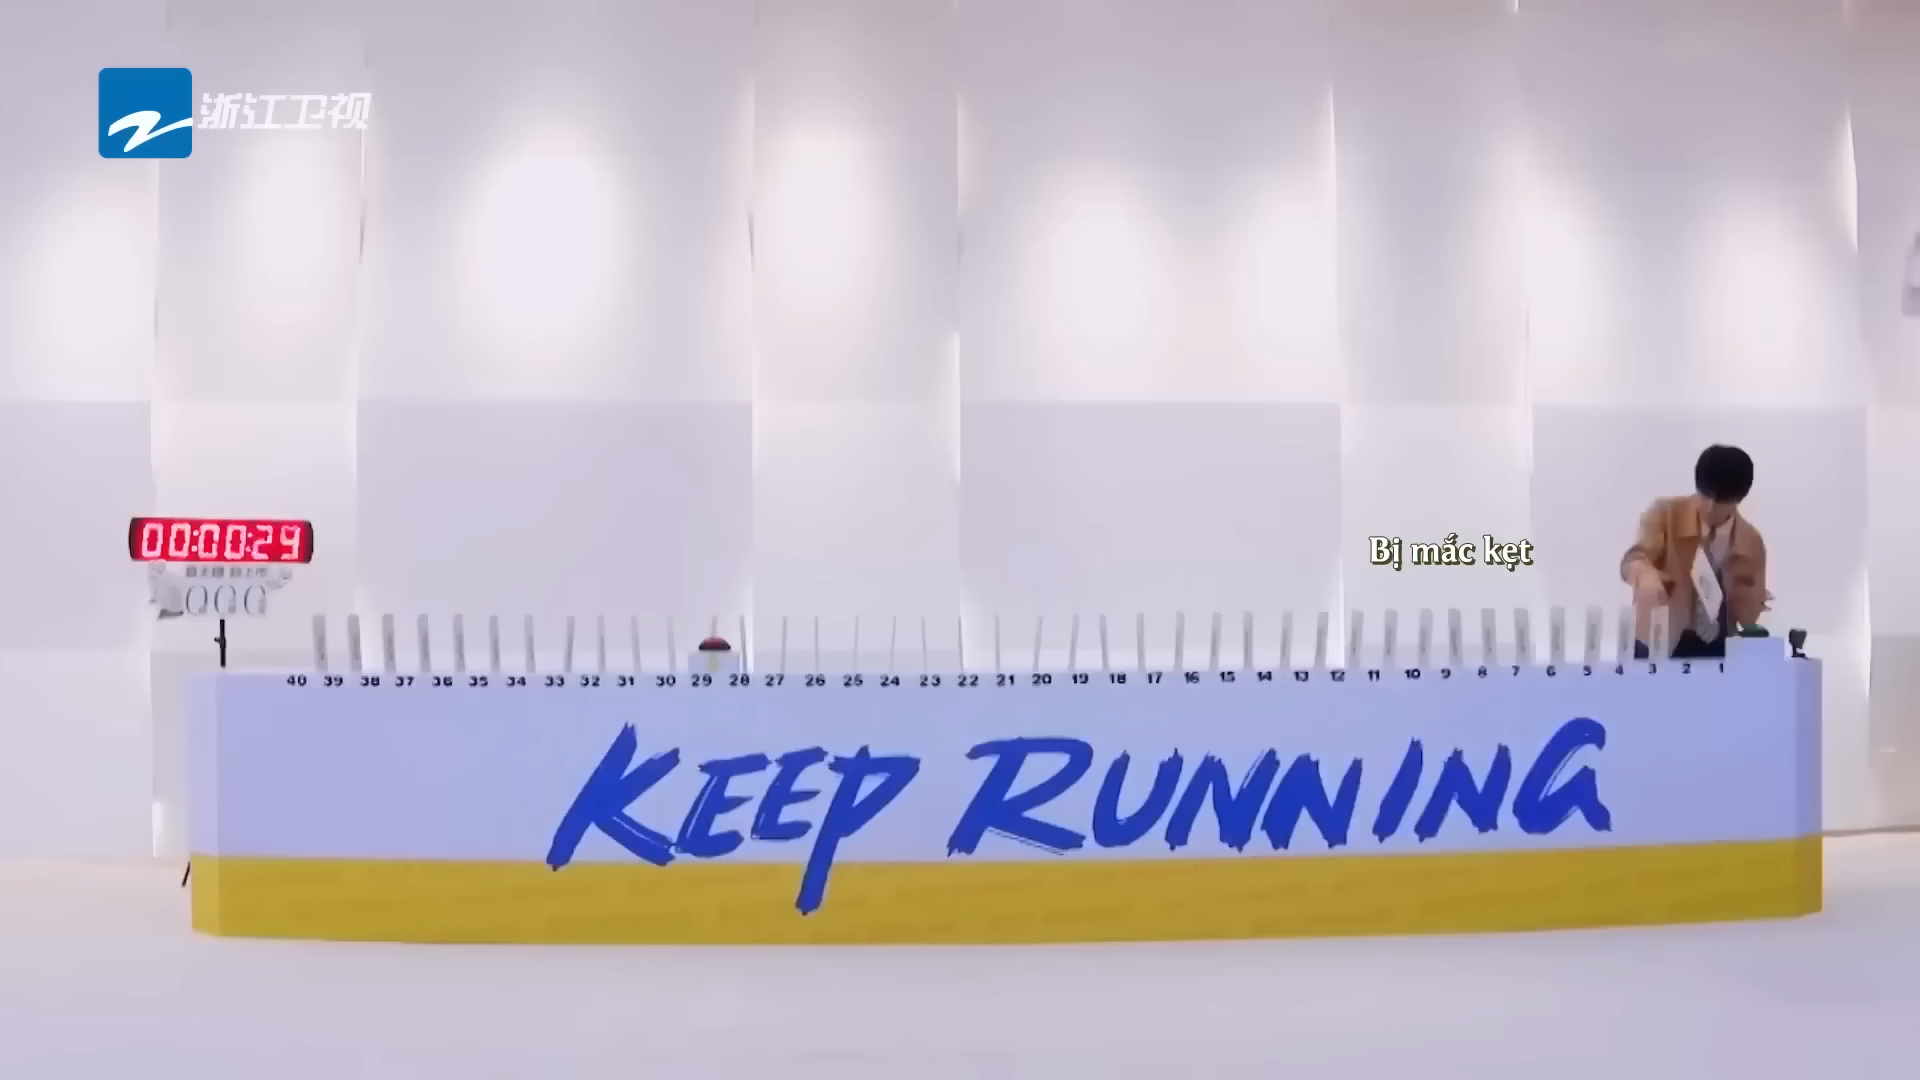 浙江卫视
00:00:29
Bị mắc kẹt
40 39 38 37 36 35 34 33 32 31 30 29 28 27 26 25 24 23 22 21 20 19 18 17 16 15 14 13 12 11 10 9 8 7 6 5 4 3 2 1
KEEP RUNNING